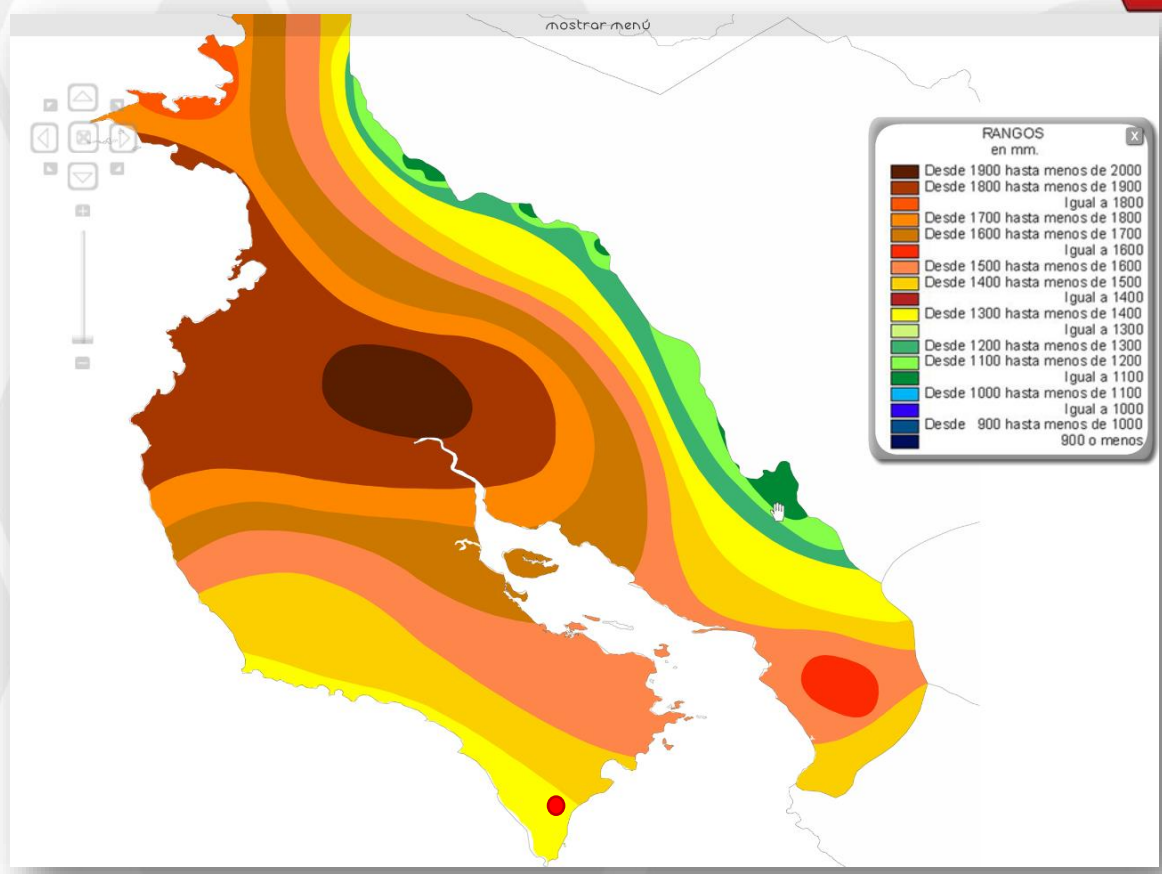 mostrar menú
RANGOS
en mm.
X
Desde 1900 hasta menos de 2000
Desde 1800 hasta menos de 1900
Igual a 1800
Desde 1700 hasta menos de 1800
Desde 1600 hasta menos de 1700
Igual a 1600
Desde 1500 hasta menos de 1600
Desde 1400 hasta menos de 1500
Igual a 1400
Desde 1300 hasta menos de 1400
Igual a 1300
Desde 1200 hasta menos de 1300
Desde 1100 hasta menos de 1200
Igual a 1100
Desde 1000 hasta menos de 1100
Igual a 1000
Desde 900 hasta menos de 1000
900 o menos